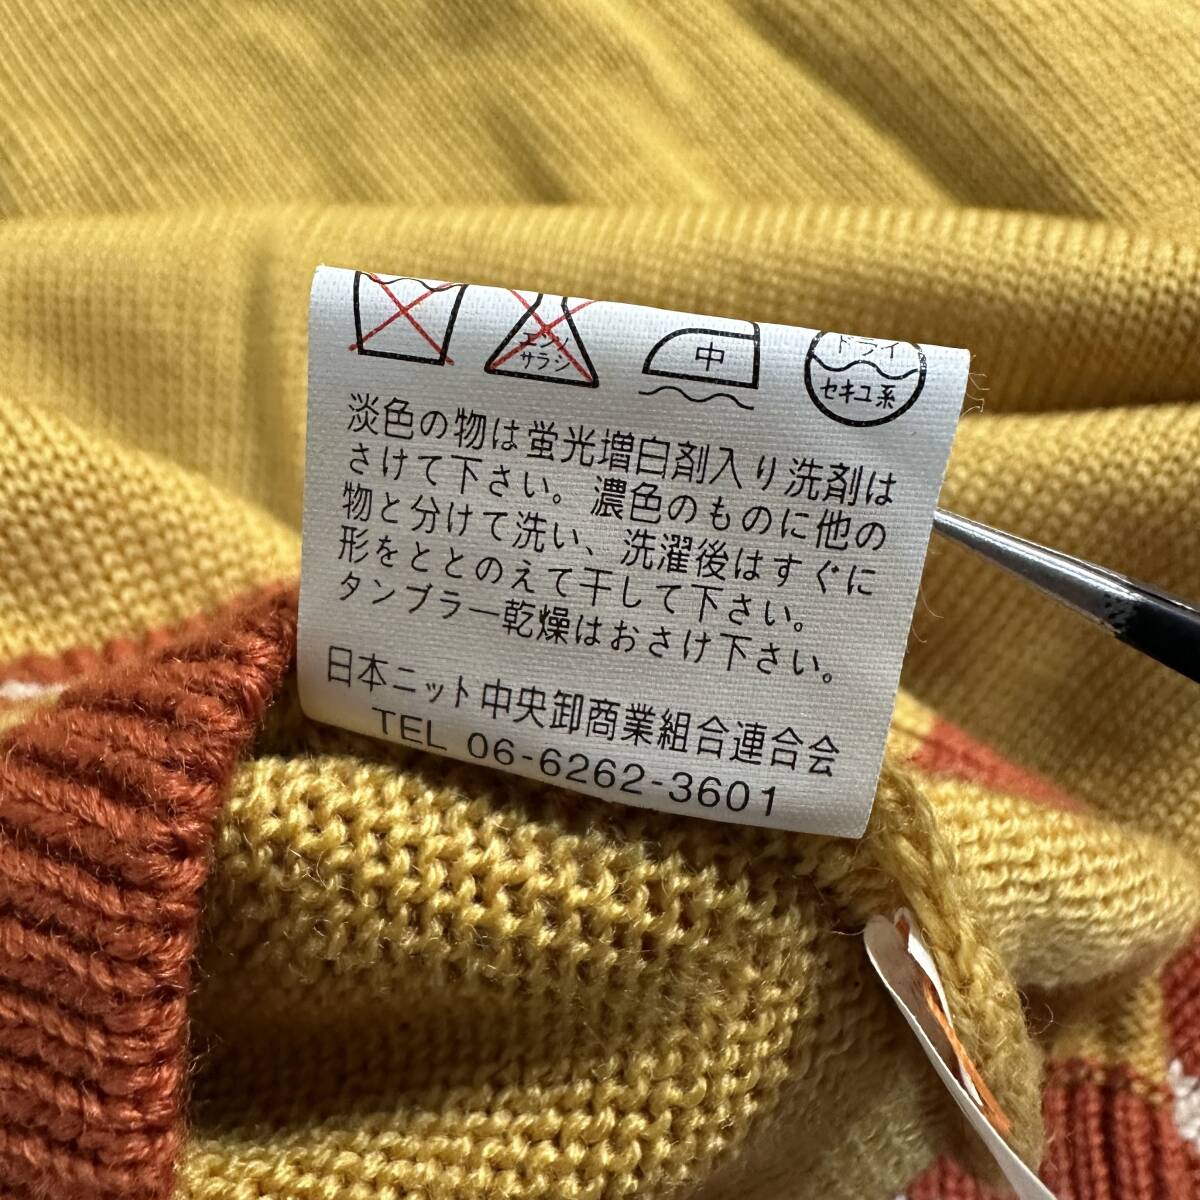 エンソ
サラシ
中
ドライ
セキユ系
淡色の物は蛍光増白剤入り洗剤は
さけて下さい。濃色のものに他の
物と分けて洗い、洗濯後はすぐに
形をととのえて干して下さい。
タンブラー乾燥はおさけ下さい。
日本ニット中央卸商業組合連合会
TEL 06-6262-3601